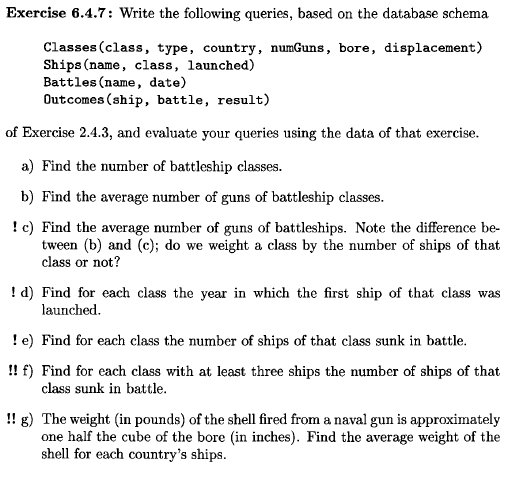 Exercise 6.4.7: Write the following queries, based on the database schema
Classes(class, type, country, numGuns, bore, displacement)
Ships(name, class, launched)
Battles(name, date)
Outcomes(ship, battle, result)
of Exercise 2.4.3, and evaluate your queries using the data of that exercise.
a) Find the number of battleship classes.
b) Find the average number of guns of battleship classes.
! c) Find the average number of guns of battleships. Note the difference be-
tween (b) and (c); do we weight a class by the number of ships of that
class or not?
! d) Find for each class the year in which the first ship of that class was
launched.
! e) Find for each class the number of ships of that class sunk in battle.
!! f) Find for each class with at least three ships the number of ships of that
class sunk in battle.
!! g) The weight (in pounds) of the shell fired from a naval gun is approximately
one half the cube of the bore (in inches). Find the average weight of the
shell for each country's ships.